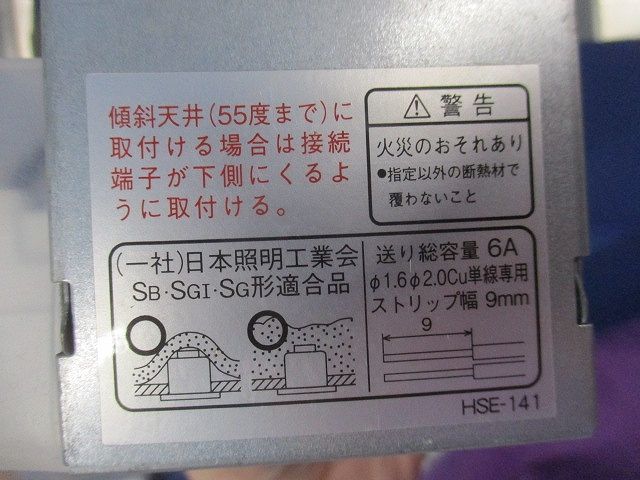 傾斜天井(55度まで)に
取付ける場合は接続
端子が下側にくるよ
うに取付ける。
⚠警告
火災のおそれあり
●指定以外の断熱材で
覆わないこと
(一社)日本照明工業会
SB・SGI・SG形適合品
送り総容量 6A
φ1.6φ2.0Cu単線専用
ストリップ幅 9mm
9
HSE-141